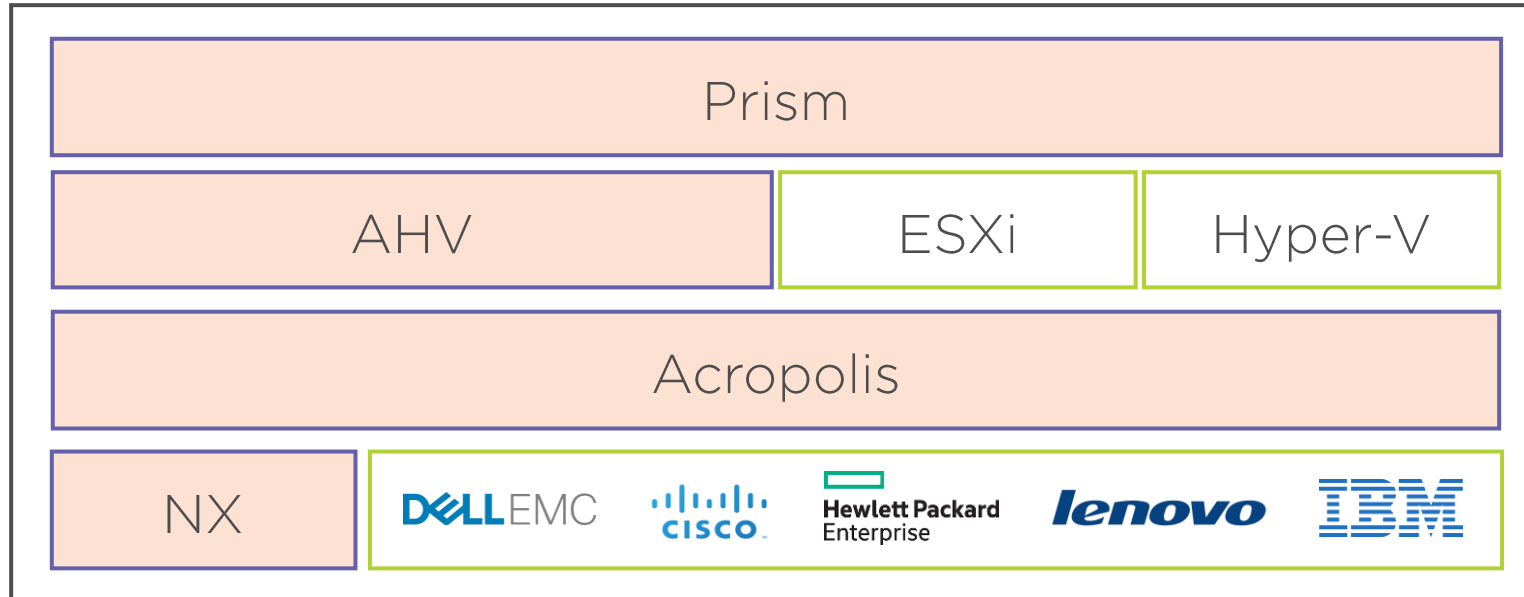 Prism
AHV ESXi Hyper-V
Acropolis
NX DELLEMC CISCO Hewlett Packard Enterprise lenovo IBM